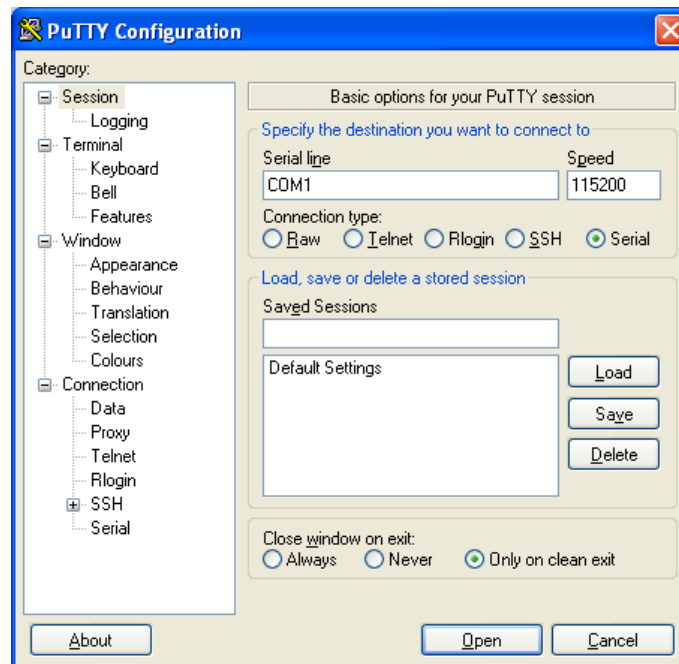 PuTTY Configuration
Category:
Session
Logging
Terminal
Keyboard
Bell
Features
Window
Appearance
Behaviour
Translation
Selection
Colours
Connection
Data
Proxy
Telnet
Rlogin
SSH
Serial
Basic options for your PuTTY session
Specify the destination you want to connect to
Serial line Speed
COM1 115200
Connection type:
Raw Telnet Rlogin SSH Serial
Load, save or delete a stored session
Saved Sessions
Default Settings
Load
Save
Delete
Close window on exit:
Always Never Only on clean exit
About Open Cancel